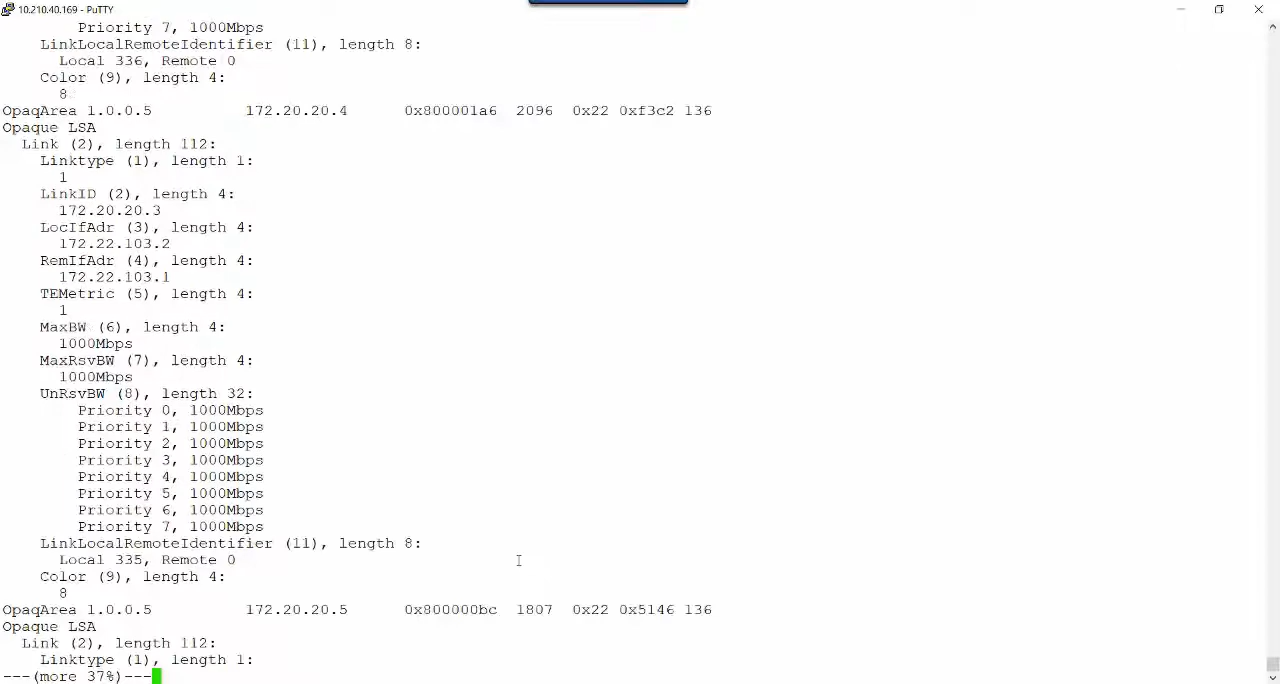 10.210.40.169 - PuTTY
Priority 7, 1000Mbps
LinkLocalRemoteIdentifier (11), length 8:
Local 336, Remote 0
Color (9), length 4:
8
OpaqArea 1.0.0.5 172.20.20.4 0x800001a6 2096 0x22 0xf3c2 136
Opaque LSA
Link (2), length 112:
Linktype (1), length 1:
1
LinkID (2), length 4:
172.20.20.3
LocIfAdr (3), length 4:
172.22.103.2
RemIfAdr (4), length 4:
172.22.103.1
TEMetric (5), length 4:
1
MaxBW (6), length 4:
1000Mbps
MaxRsvBW (7), length 4:
1000Mbps
UnRsvBW (8), length 32:
Priority 0, 1000Mbps
Priority 1, 1000Mbps
Priority 2, 1000Mbps
Priority 3, 1000Mbps
Priority 4, 1000Mbps
Priority 5, 1000Mbps
Priority 6, 1000Mbps
Priority 7, 1000Mbps
LinkLocalRemoteIdentifier (11), length 8:
Local 335, Remote 0
Color (9), length 4:
8
OpaqArea 1.0.0.5 172.20.20.5 0x800000bc 1807 0x22 0x5146 136
Opaque LSA
Link (2), length 112:
Linktype (1), length 1:
---(more 37%)---